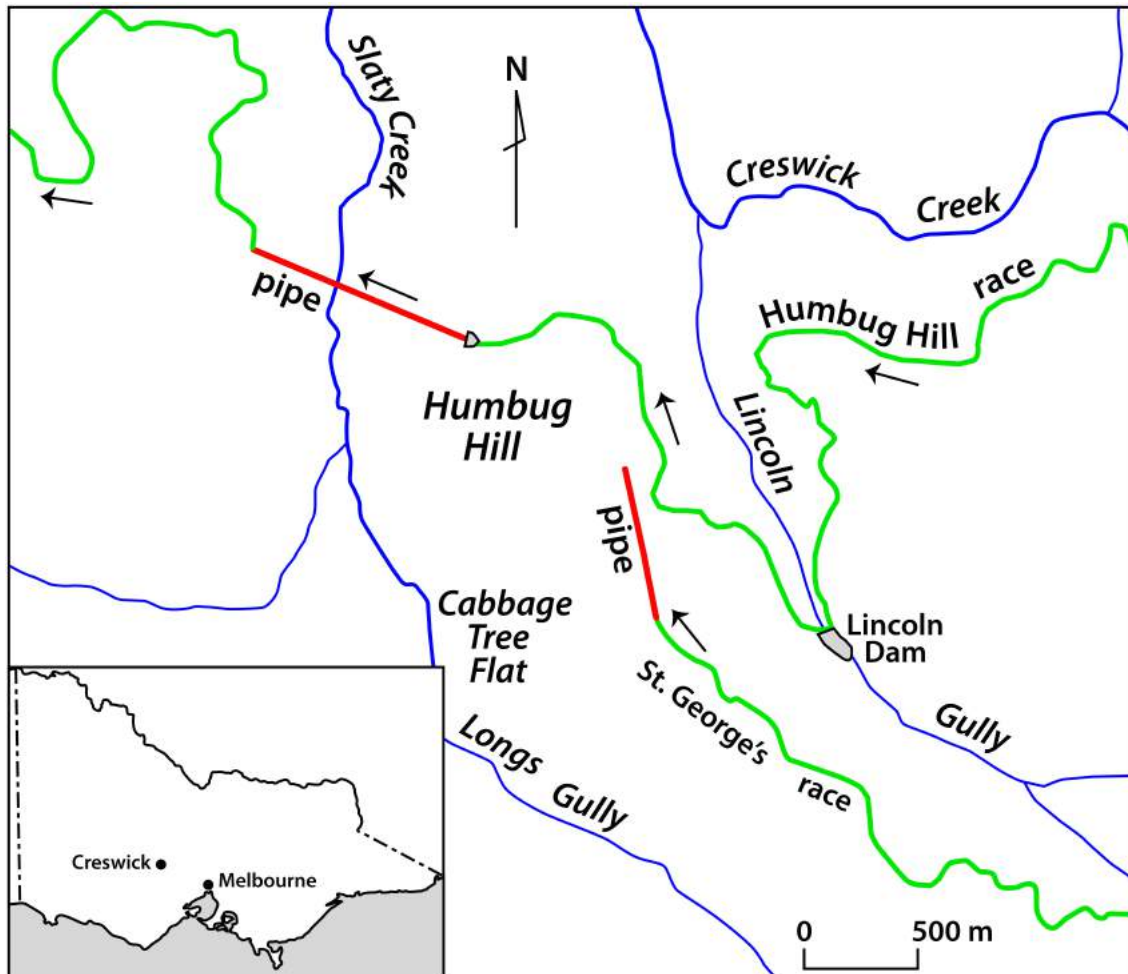 Slaty Creek
N
Creswick
Creek
race
Humbug Hill
pipe
Humbug
Hill
Lincoln
pipe
Cabbage
Tree
Flat
Lincoln
Dam
St. George's
race
Gully
Longs
Gully
Creswick
Melbourne
0 500 m